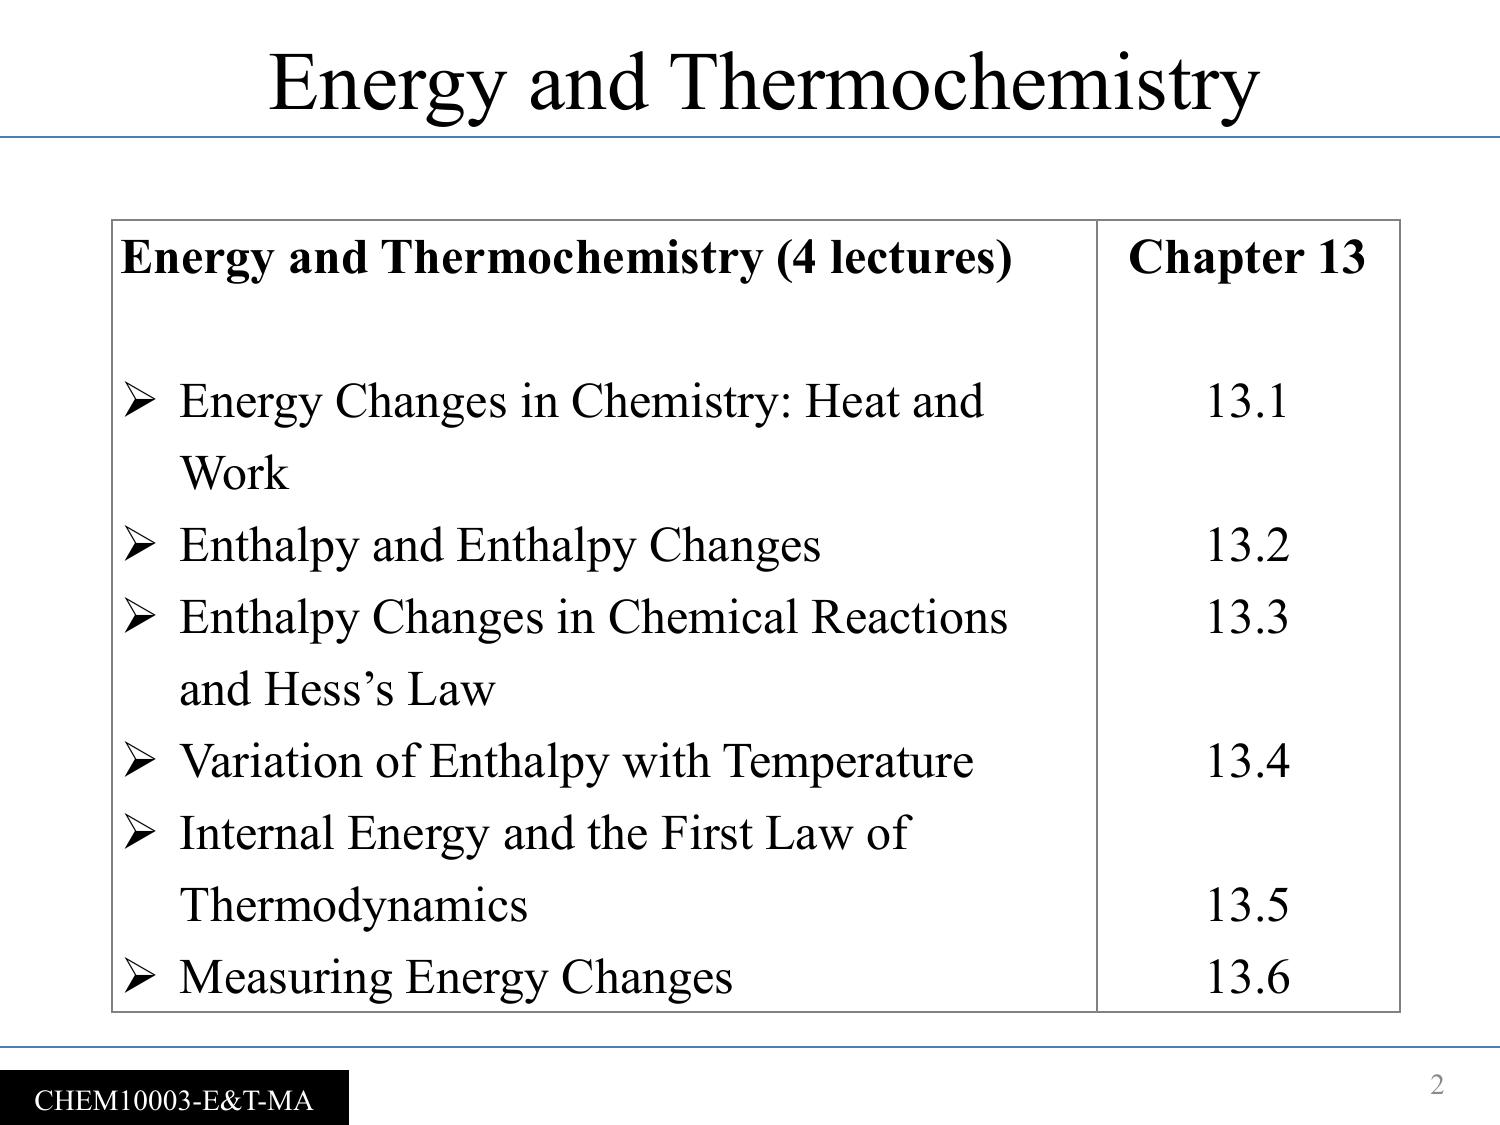 Energy and Thermochemistry
Energy and Thermochemistry (4 lectures) Chapter 13
➢ Energy Changes in Chemistry: Heat and 13.1
Work
➢ Enthalpy and Enthalpy Changes 13.2
➢ Enthalpy Changes in Chemical Reactions 13.3
and Hess’s Law
➢ Variation of Enthalpy with Temperature 13.4
➢ Internal Energy and the First Law of
Thermodynamics 13.5
➢ Measuring Energy Changes 13.6
CHEM10003-E&T-MA
2